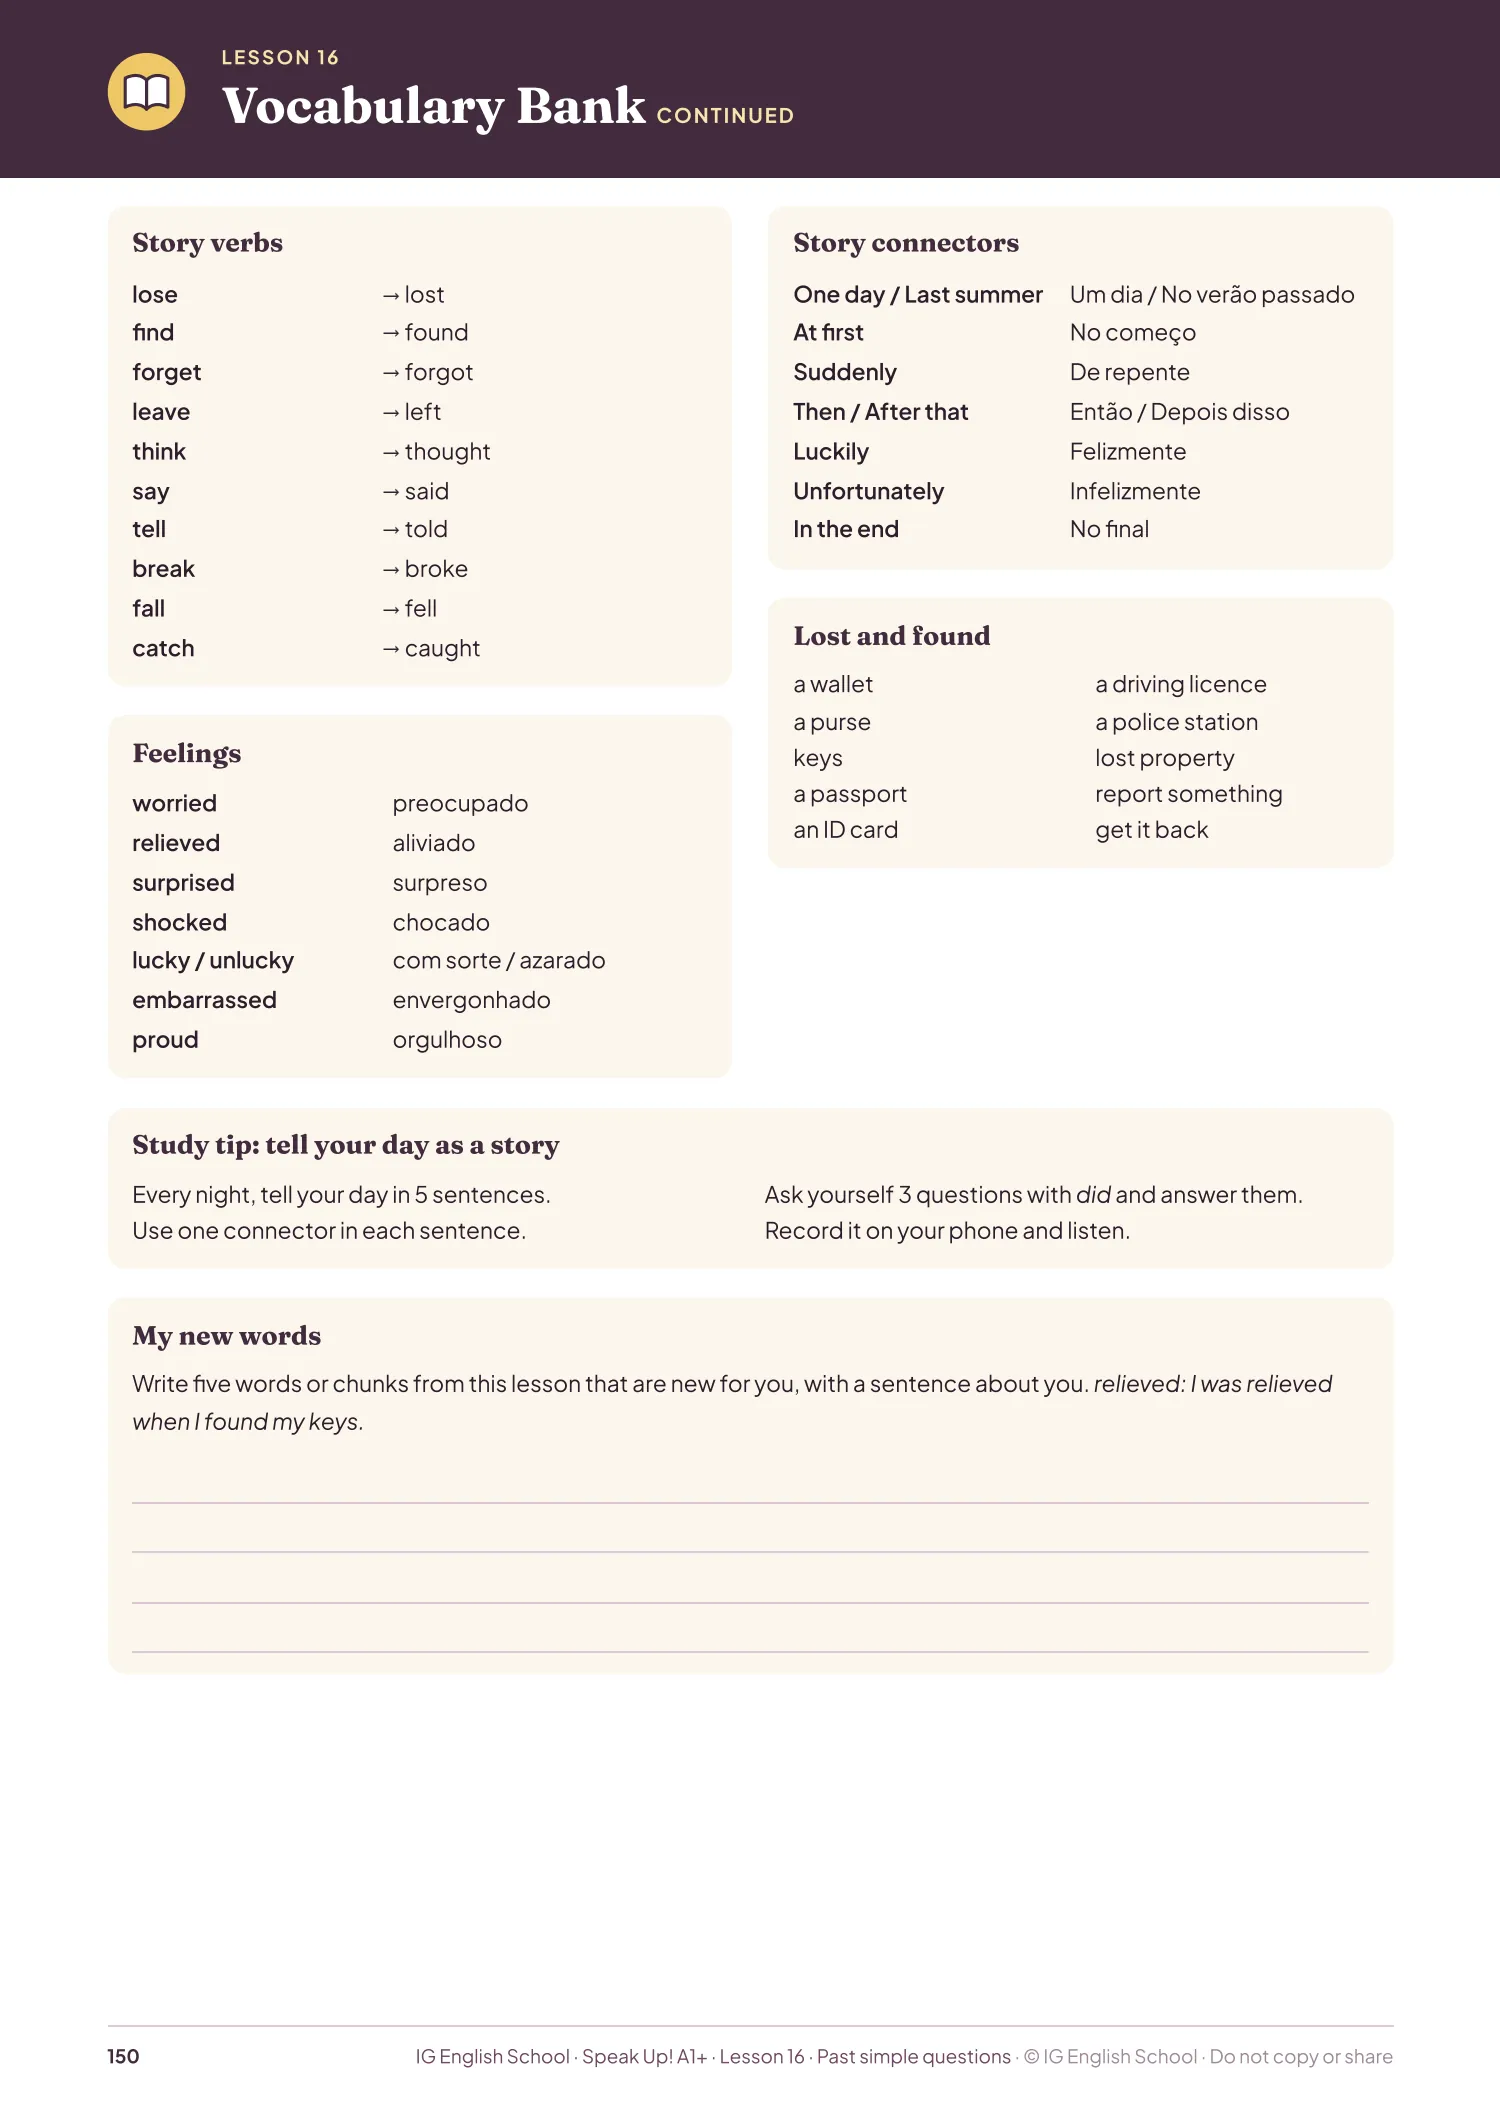 LESSON 16
Vocabulary Bank CONTINUED
Story verbs
lose → lost
find → found
forget → forgot
leave → left
think → thought
say → said
tell → told
break → broke
fall → fell
catch → caught
Feelings
worried preocupado
relieved aliviado
surprised surpreso
shocked chocado
lucky / unlucky com sorte / azarado
embarrassed envergonhado
proud orgulhoso
Story connectors
One day / Last summer Um dia / No verão passado
At first No começo
Suddenly De repente
Then / After that Então / Depois disso
Luckily Felizmente
Unfortunately Infelizmente
In the end No final
Lost and found
a wallet a driving licence
a purse a police station
keys lost property
a passport report something
an ID card get it back
Study tip: tell your day as a story
Every night, tell your day in 5 sentences.
Use one connector in each sentence.
Ask yourself 3 questions with did and answer them.
Record it on your phone and listen.
My new words
Write five words or chunks from this lesson that are new for you, with a sentence about you. relieved: I was relieved
when I found my keys.
150 IG English School · Speak Up! A1+ · Lesson 16 · Past simple questions · © IG English School · Do not copy or share